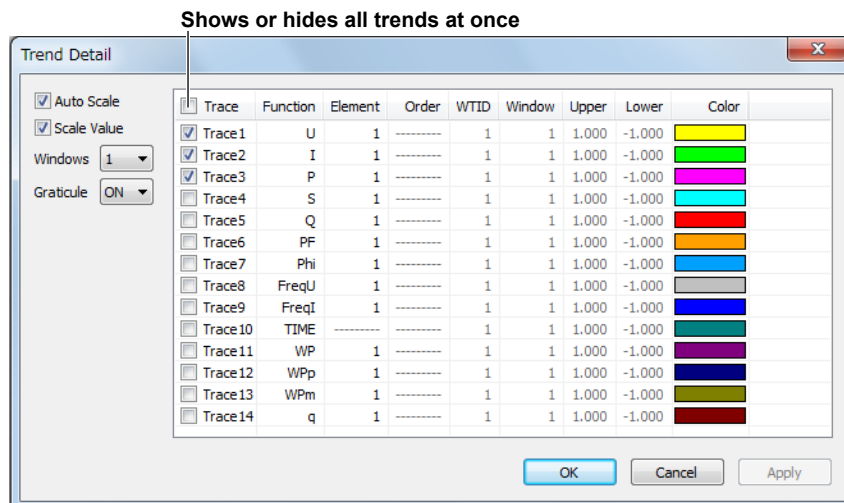 Shows or hides all trends at once
Trend Detail
Auto Scale
Scale Value
Windows 1
Graticule ON
Trace Function Element Order WTID Window Upper Lower Color
Trace1 U 1 --------- 1 1 1.000 -1.000
Trace2 I 1 --------- 1 1 1.000 -1.000
Trace3 P 1 --------- 1 1 1.000 -1.000
Trace4 S 1 --------- 1 1 1.000 -1.000
Trace5 Q 1 --------- 1 1 1.000 -1.000
Trace6 PF 1 --------- 1 1 1.000 -1.000
Trace7 Phi 1 --------- 1 1 1.000 -1.000
Trace8 FreqU 1 --------- 1 1 1.000 -1.000
Trace9 FreqI 1 --------- 1 1 1.000 -1.000
Trace10 TIME --------- --------- 1 1 1.000 -1.000
Trace11 WP 1 --------- 1 1 1.000 -1.000
Trace12 WPp 1 --------- 1 1 1.000 -1.000
Trace13 WPm 1 --------- 1 1 1.000 -1.000
Trace14 q 1 --------- 1 1 1.000 -1.000
OK Cancel Apply